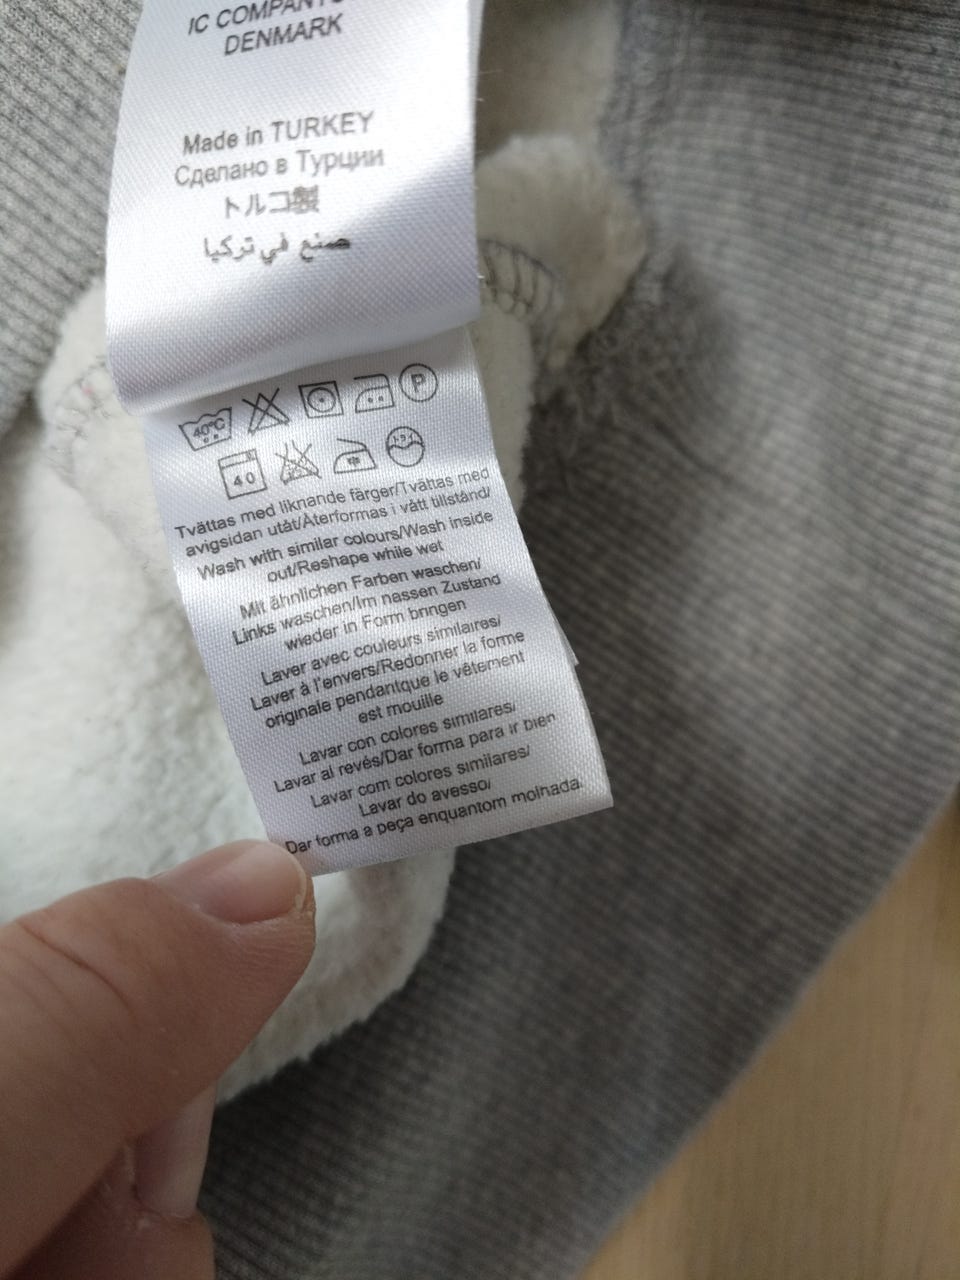 IC COMPANYS
DENMARK
Made in TURKEY
Сделано в Турции
トルコ製
صنع في تركيا
40°C P
40
Tvättas med liknande färger/Tvättas med
avigsidan utåt/Återformas i vått tillstånd/
Wash with similar colours/Wash inside
out/Reshape while wet
Mit ähnlichen Farben waschen/
Links waschen/Im nassen Zustand
wieder in Form bringen
Laver avec couleurs similaires/
Laver à l'envers/Redonner la forme
originale pendantque le vêtement
est mouille
Lavar con colores similares/
Lavar al revés/Dar forma para ir bien
Lavar com colores similares/
Lavar do avesso/
Dar forma a peça enquantom molhada.